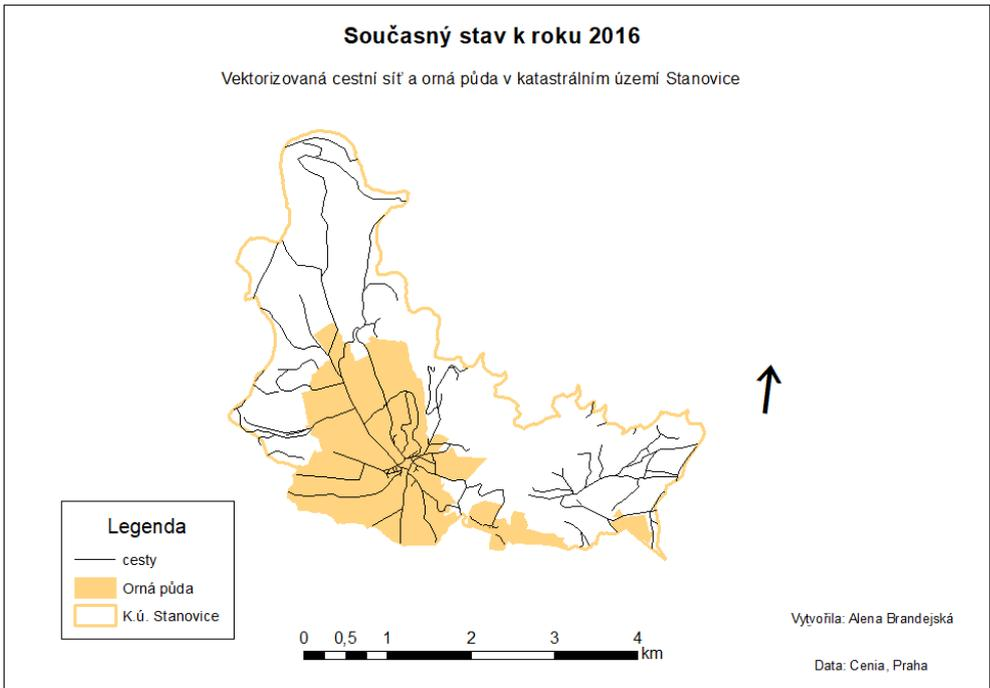 Současný stav k roku 2016
Vektorizovaná cestní síť a orná půda v katastrálním území Stanovice
Legenda
cesty
Orná půda
K.ú. Stanovice
0 0,5 1 2 3 4
km
Vytvořila: Alena Brandejská
Data: Cenia, Praha